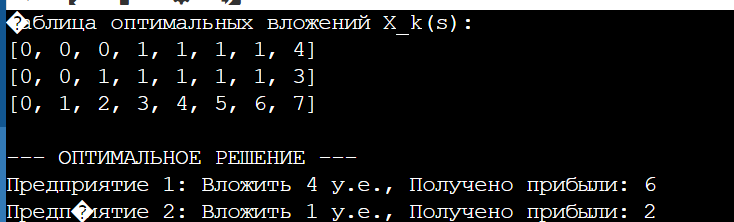 �аблица оптимальных вложений X_k(s):
[0, 0, 0, 1, 1, 1, 1, 4]
[0, 0, 1, 1, 1, 1, 1, 3]
[0, 1, 2, 3, 4, 5, 6, 7]
--- ОПТИМАЛЬНОЕ РЕШЕНИЕ ---
Предприятие 1: Вложить 4 у.е., Получено прибыли: 6
Предп�иятие 2: Вложить 1 у.е., Получено прибыли: 2